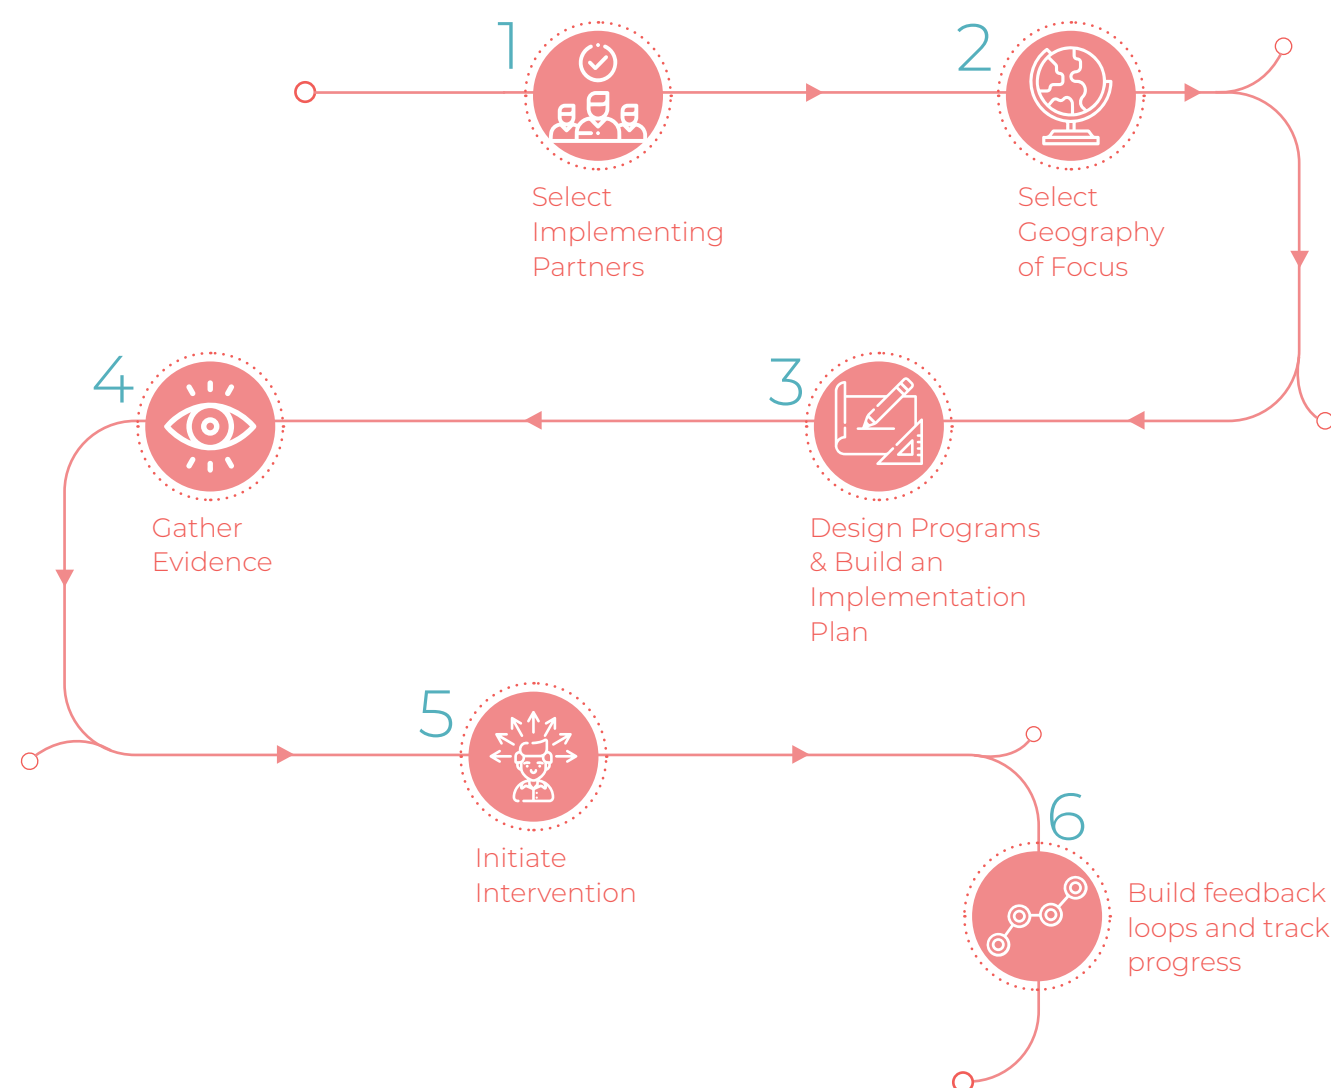 1
Select
Implementing
Partners
2
Select
Geography
of Focus
3
Design Programs
& Build an
Implementation
Plan
4
Gather
Evidence
5
Initiate
Intervention
6
Build feedback
loops and track
progress